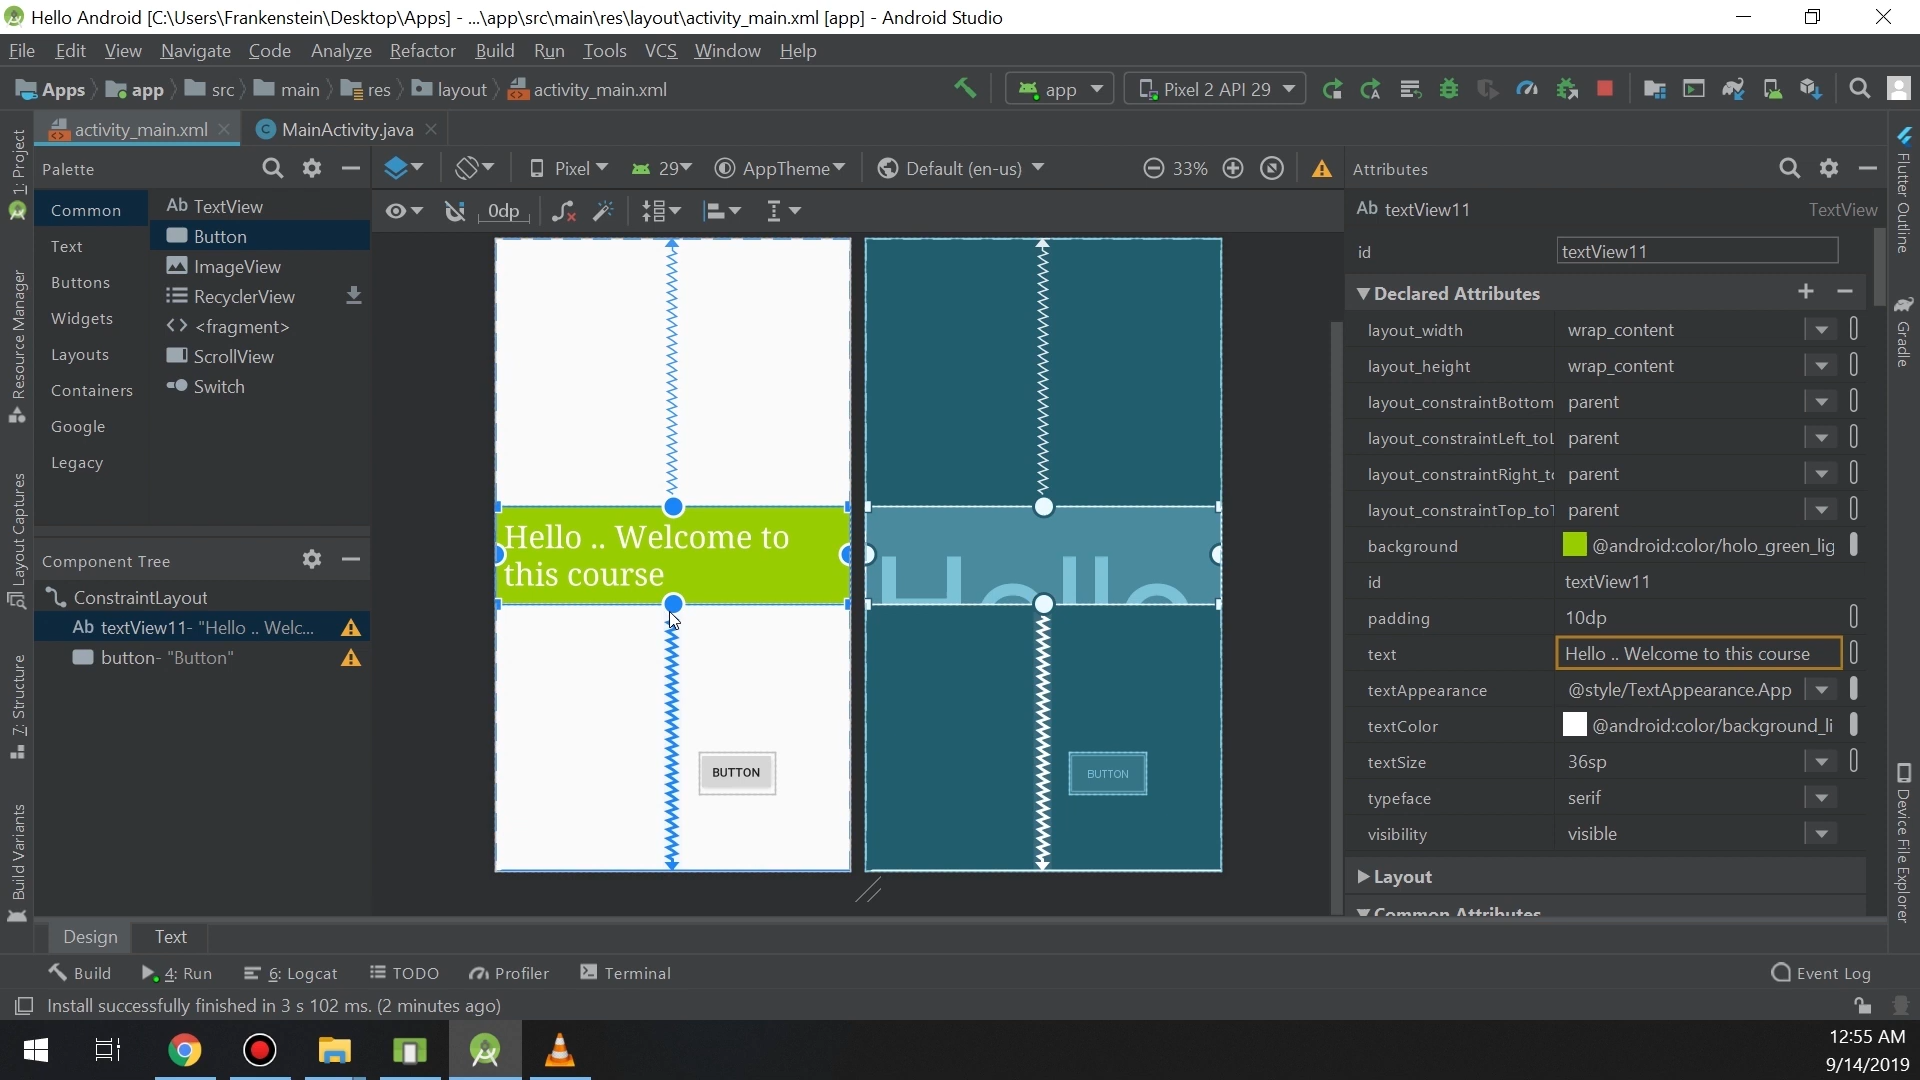 Hello Android [C:\Users\Frankenstein\Desktop\Apps] - ...\app\src\main\res\layout\activity_main.xml [app] - Android Studio
File Edit View Navigate Code Analyze Refactor Build Run Tools VCS Window Help
Apps app src main res layout activity_main.xml app Pixel 2 API 29
activity_main.xml MainActivity.java
Palette Pixel 29 AppTheme Default (en-us) 33% Attributes
0dp
Ab textView11 TextView
Common
Text
Buttons
Widgets
Layouts
Containers
Google
Legacy
Ab TextView
Button
ImageView
RecyclerView
<> <fragment>
ScrollView
Switch
Component Tree
ConstraintLayout
Ab textView11- "Hello .. Welc...
button- "Button"
Hello .. Welcome to
this course
BUTTON
Hello
BUTTON
id textView11
Declared Attributes
layout_width wrap_content
layout_height wrap_content
layout_constraintBottom parent
layout_constraintLeft_toL parent
layout_constraintRight_to parent
layout_constraintTop_toT parent
background @android:color/holo_green_lig
id textView11
padding 10dp
text Hello .. Welcome to this course
textAppearance @style/TextAppearance.App
textColor @android:color/background_li
textSize 36sp
typeface serif
visibility visible
Layout
Common Attributes
1: Project
Resource Manager
Layout Captures
7: Structure
Build Variants
Flutter Outline
Gradle
Device File Explorer
Design Text
Build 4: Run 6: Logcat TODO Profiler Terminal Event Log
Install successfully finished in 3 s 102 ms. (2 minutes ago)
12:55 AM
9/14/2019